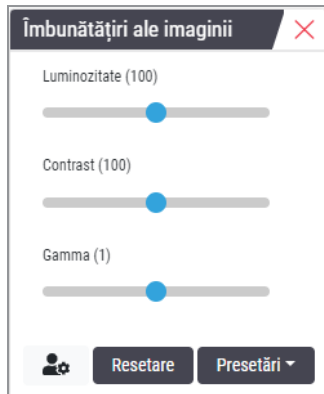 Îmbunătățiri ale imaginii
Luminozitate (100)
Contrast (100)
Gamma (1)
Resetare Presetări